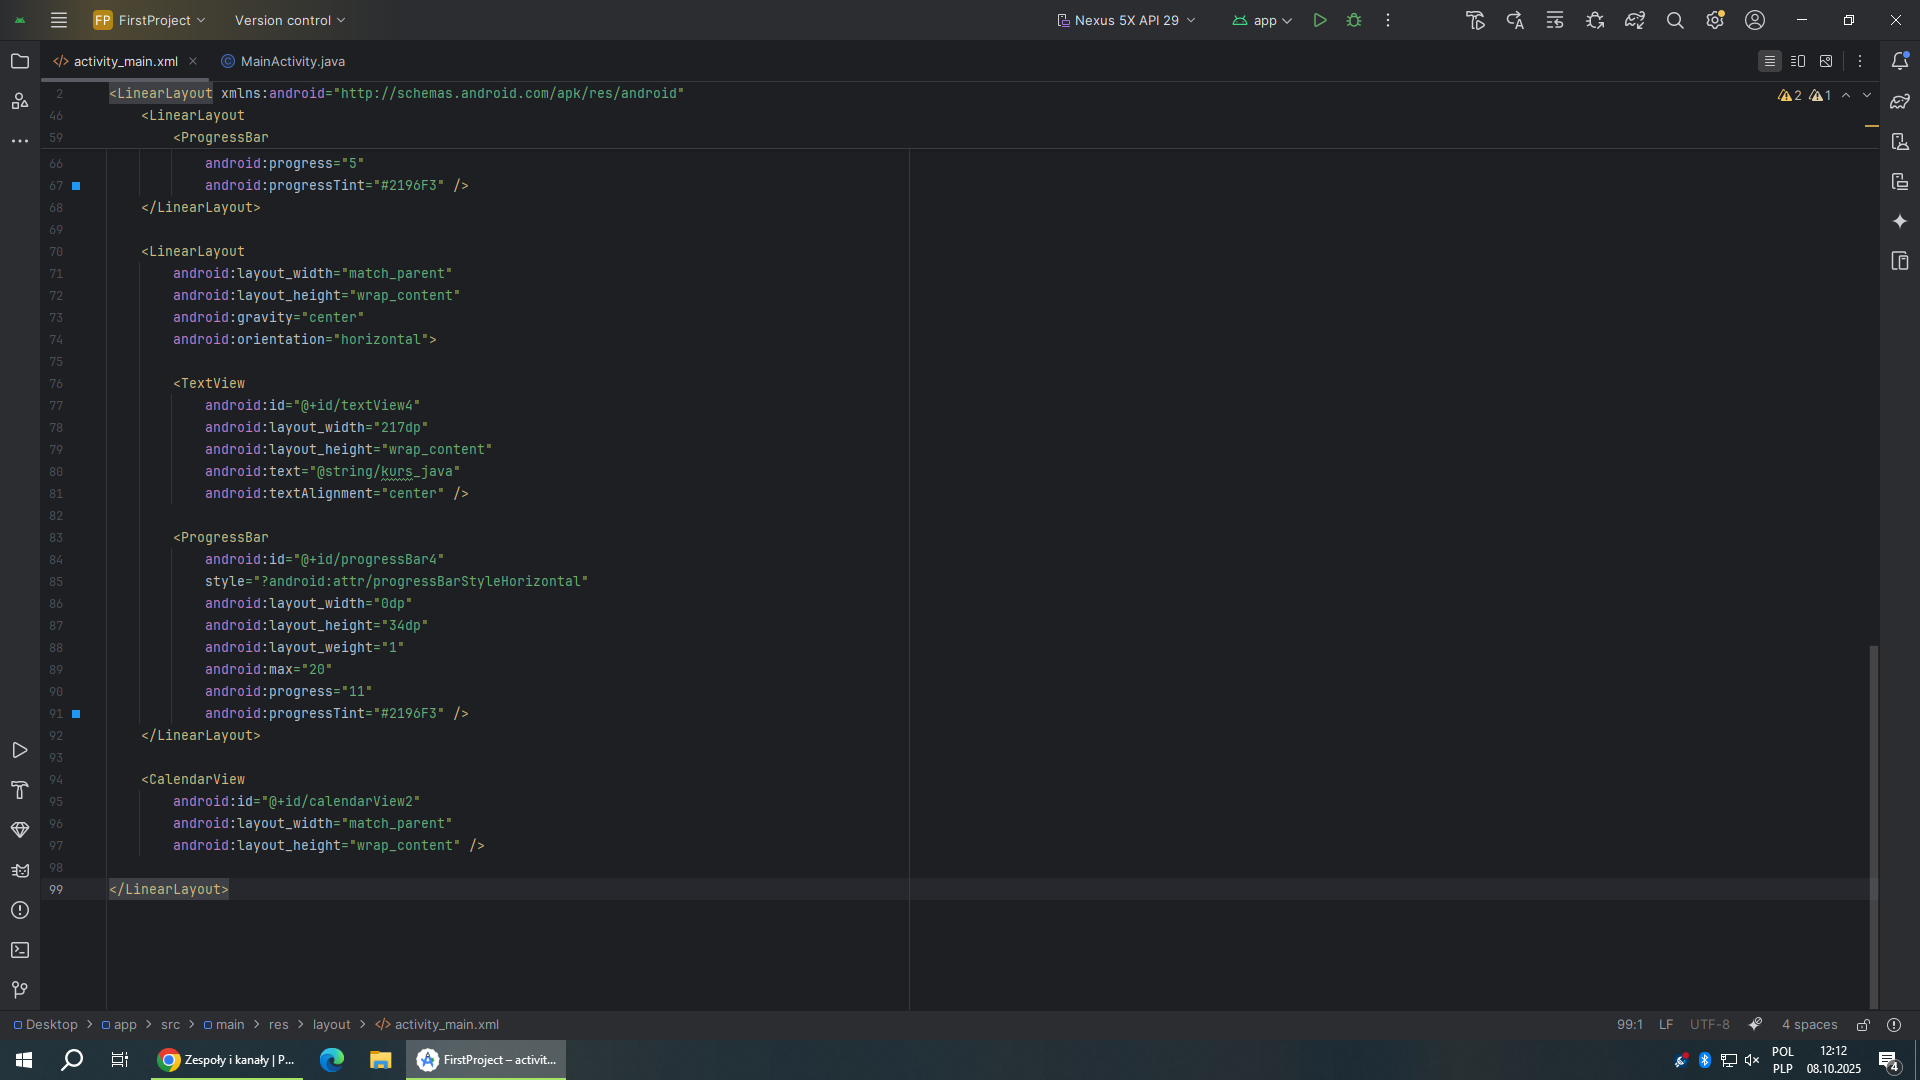 FP FirstProject Version control Nexus 5X API 29 app
activity_main.xml MainActivity.java
2 <LinearLayout xmlns:android="http://schemas.android.com/apk/res/android" 2 1
46 <LinearLayout
59 <ProgressBar
66 android:progress="5"
67 android:progressTint="#2196F3" />
68 </LinearLayout>
69
70 <LinearLayout
71 android:layout_width="match_parent"
72 android:layout_height="wrap_content"
73 android:gravity="center"
74 android:orientation="horizontal">
75
76 <TextView
77 android:id="@+id/textView4"
78 android:layout_width="217dp"
79 android:layout_height="wrap_content"
80 android:text="@string/kurs_java"
81 android:textAlignment="center" />
82
83 <ProgressBar
84 android:id="@+id/progressBar4"
85 style="?android:attr/progressBarStyleHorizontal"
86 android:layout_width="0dp"
87 android:layout_height="34dp"
88 android:layout_weight="1"
89 android:max="20"
90 android:progress="11"
91 android:progressTint="#2196F3" />
92 </LinearLayout>
93
94 <CalendarView
95 android:id="@+id/calendarView2"
96 android:layout_width="match_parent"
97 android:layout_height="wrap_content" />
98
99 </LinearLayout>
Desktop > app > src > main > res > layout > activity_main.xml 99:1 LF UTF-8 4 spaces
Zespoły i kanały | P... FirstProject – activit... POL 12:12
PLP 08.10.2025 4